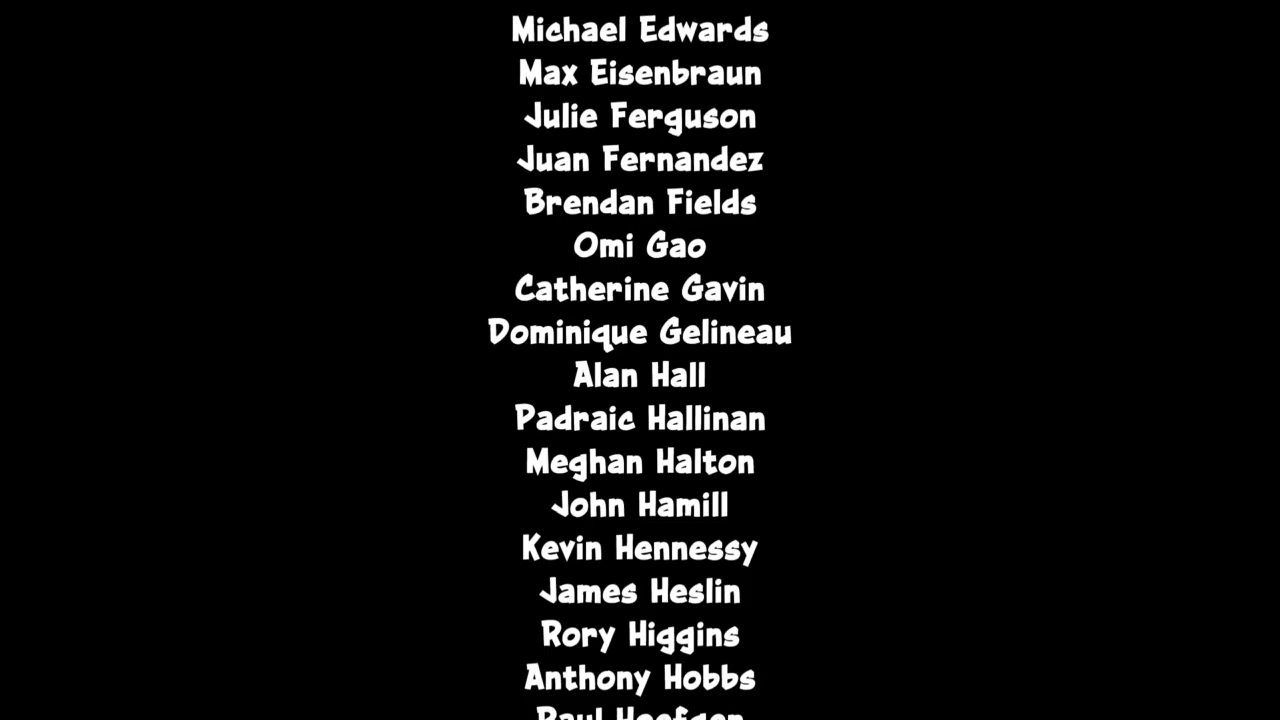 Michael Edwards
Max Eisenbraun
Julie Ferguson
Juan Fernandez
Brendan Fields
Omi Gao
Catherine Gavin
Dominique Gelineau
Alan Hall
Padraic Hallinan
Meghan Halton
John Hamill
Kevin Hennessy
James Heslin
Rory Higgins
Anthony Hobbs
Paul